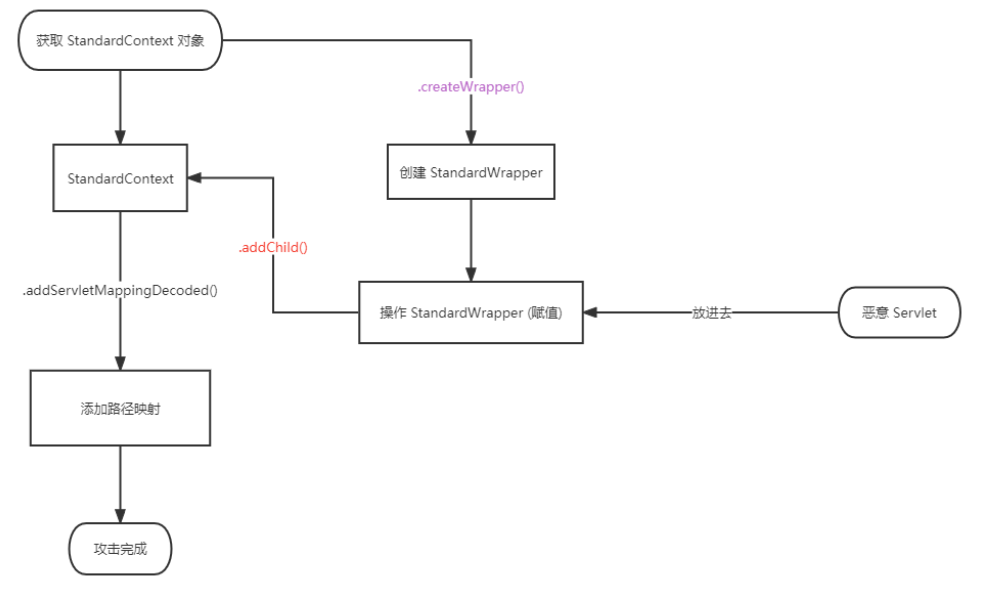 获取 StandardContext 对象
.createWrapper()
StandardContext
创建 StandardWrapper
.addChild()
.addServletMappingDecoded()
操作 StandardWrapper (赋值)
放进去
恶意 Servlet
添加路径映射
攻击完成